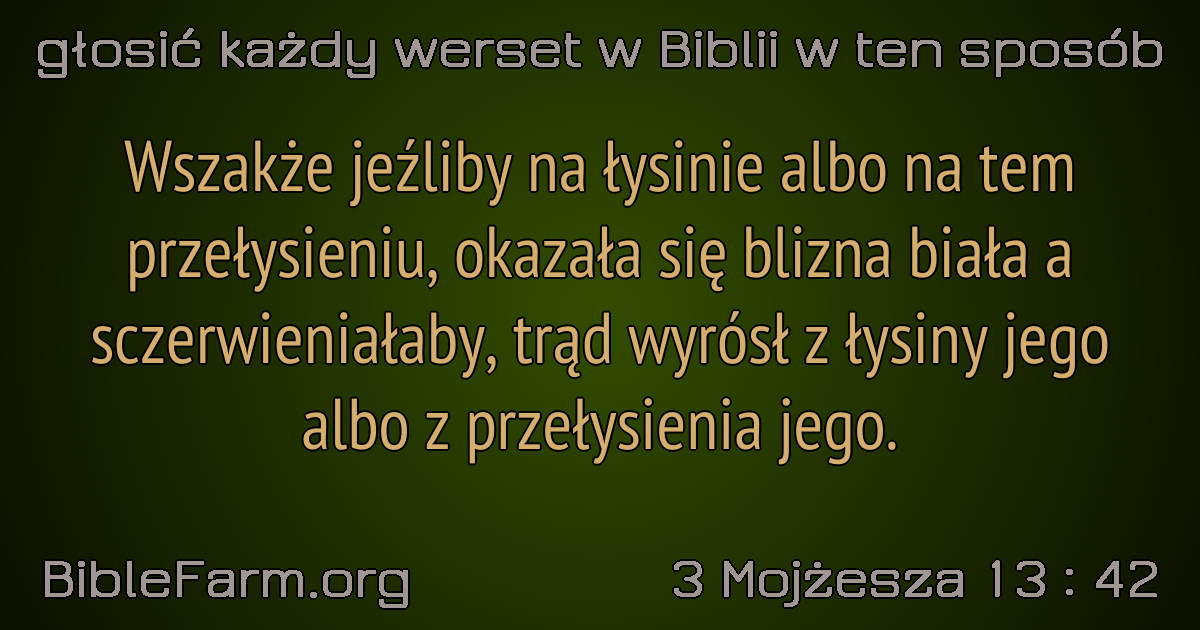 głosić każdy werset w Biblii w ten sposób
Wszakże jeźliby na łysinie albo na tem
przełysieniu, okazała się blizna biała a
sczerwieniałaby, trąd wyrósł z łysiny jego
albo z przełysienia jego.
BibleFarm.org
3 Mojżesza 13 : 42